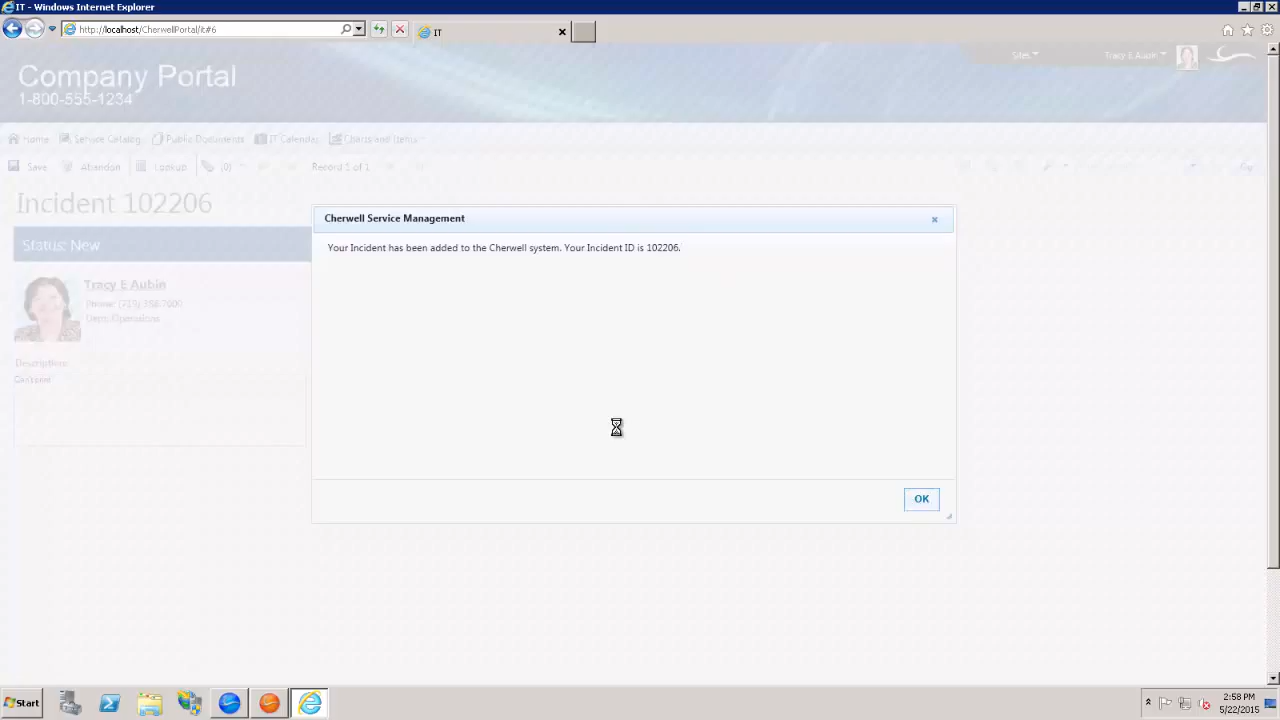 IT - Windows Internet Explorer
http://localhost/CherwellPortal/it#6
IT
Company Portal
1-800-555-1234
Sites
Tracy E Aubin
Home
Service Catalog
Public Documents
IT Calendar
Charts and Items
Save
Abandon
Lookup
(0)
Record 1 of 1
Incident 102206
Status: New
Tracy E Aubin
Phone: (719) 386-7000
Dept: Operations
Description:
Cherwell Service Management
Your Incident has been added to the Cherwell system. Your Incident ID is 102206.
OK
Start
2:58 PM
5/22/2015